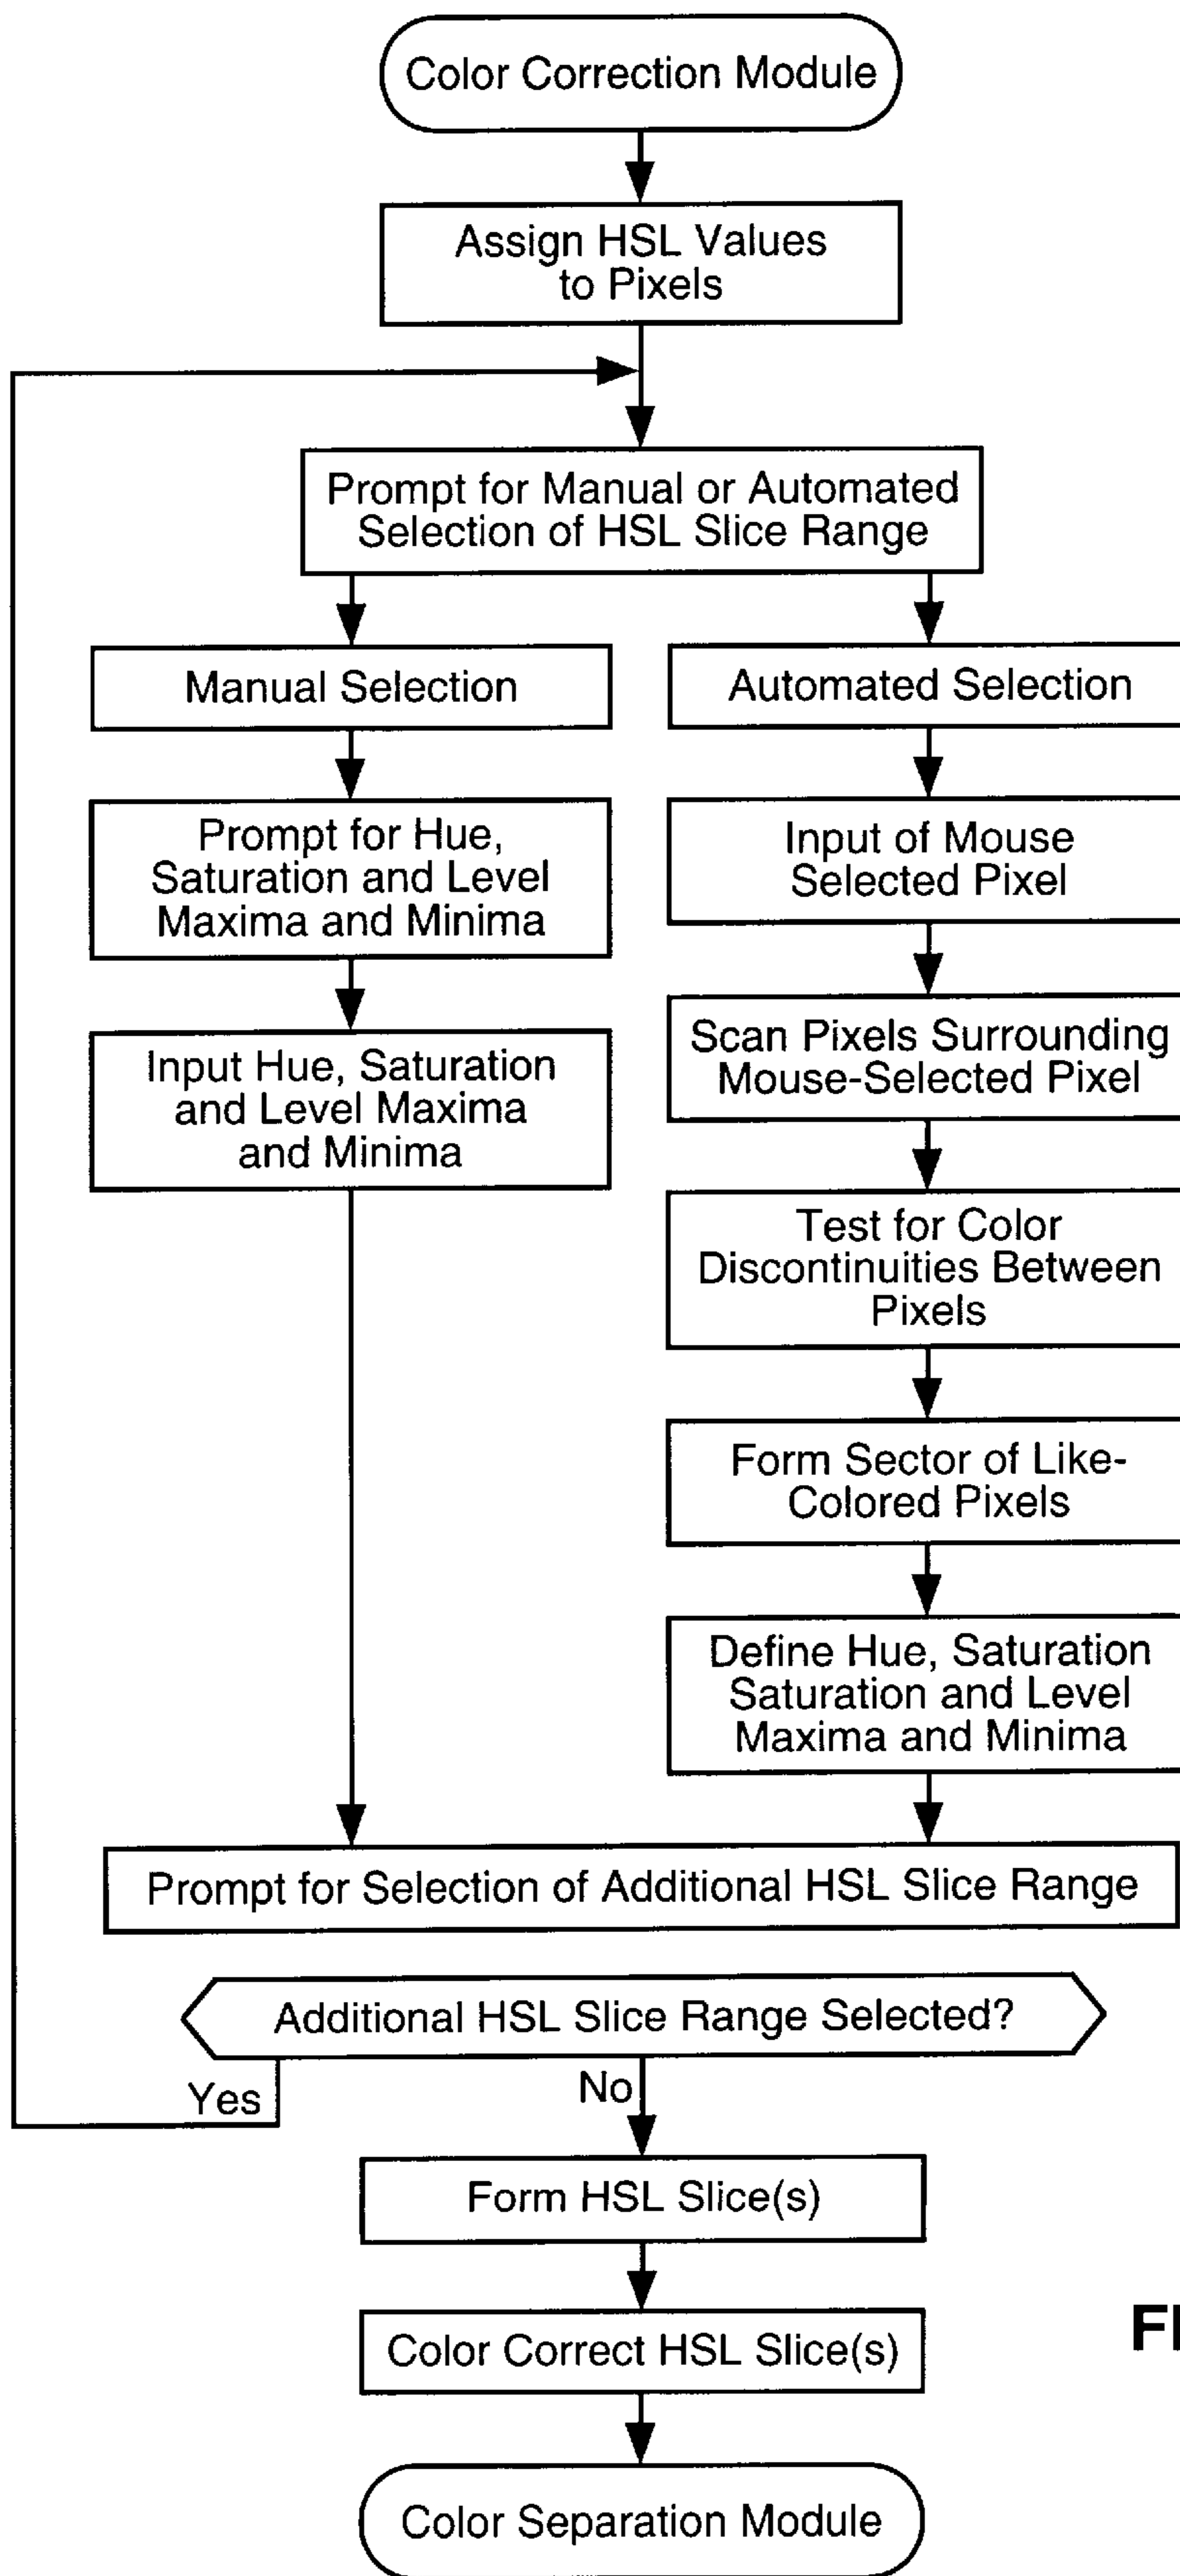 Color Correction Module
Assign HSL Values
to Pixels
Prompt for Manual or Automated
Selection of HSL Slice Range
Manual Selection
Prompt for Hue,
Saturation and Level
Maxima and Minima
Input Hue, Saturation
and Level Maxima
and Minima
Automated Selection
Input of Mouse
Selected Pixel
Scan Pixels Surrounding
Mouse-Selected Pixel
Test for Color
Discontinuities Between
Pixels
Form Sector of Like-
Colored Pixels
Define Hue, Saturation
Saturation and Level
Maxima and Minima
Prompt for Selection of Additional HSL Slice Range
Additional HSL Slice Range Selected?
Yes
No
Form HSL Slice(s)
Color Correct HSL Slice(s)
Color Separation Module